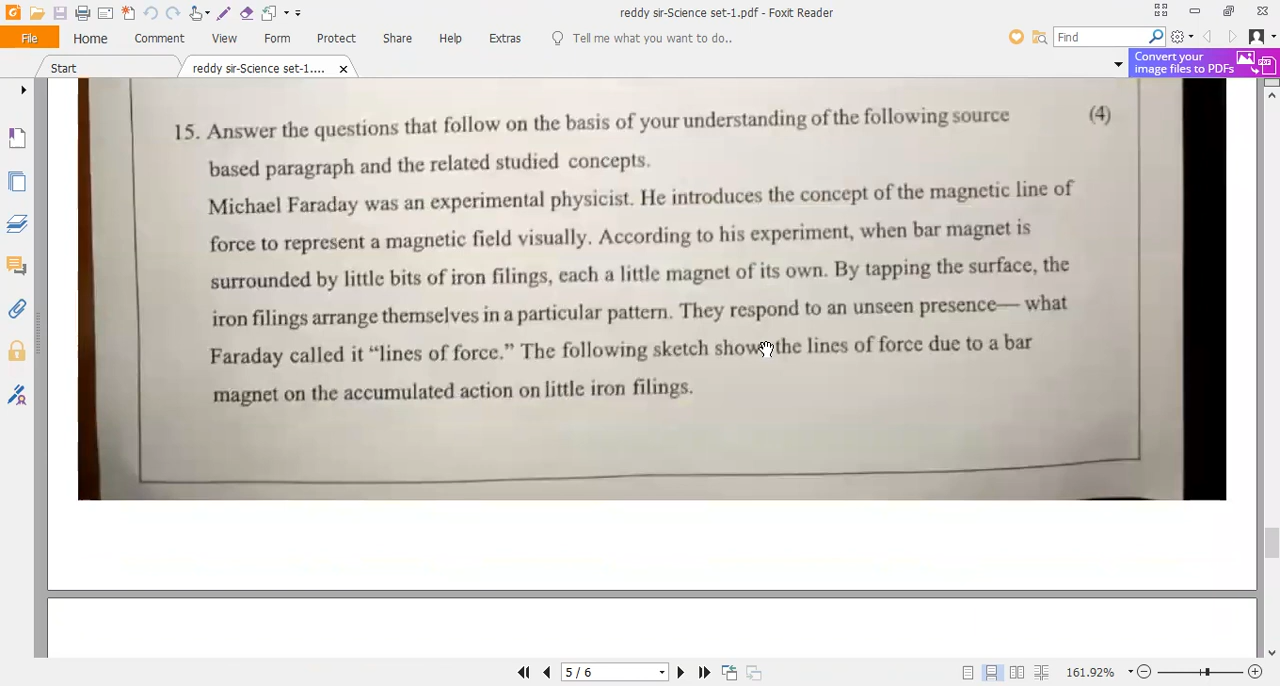 reddy sir-Science set-1.pdf - Foxit Reader
File Home Comment View Form Protect Share Help Extras Tell me what you want to do.. Find
Start reddy sir-Science set-1.... Convert your
image files to PDFs
15. Answer the questions that follow on the basis of your understanding of the following source (4)
based paragraph and the related studied concepts.
Michael Faraday was an experimental physicist. He introduces the concept of the magnetic line of
force to represent a magnetic field visually. According to his experiment, when bar magnet is
surrounded by little bits of iron filings, each a little magnet of its own. By tapping the surface, the
iron filings arrange themselves in a particular pattern. They respond to an unseen presence— what
Faraday called it “lines of force.” The following sketch shows the lines of force due to a bar
magnet on the accumulated action on little iron filings.
5 / 6 161.92%